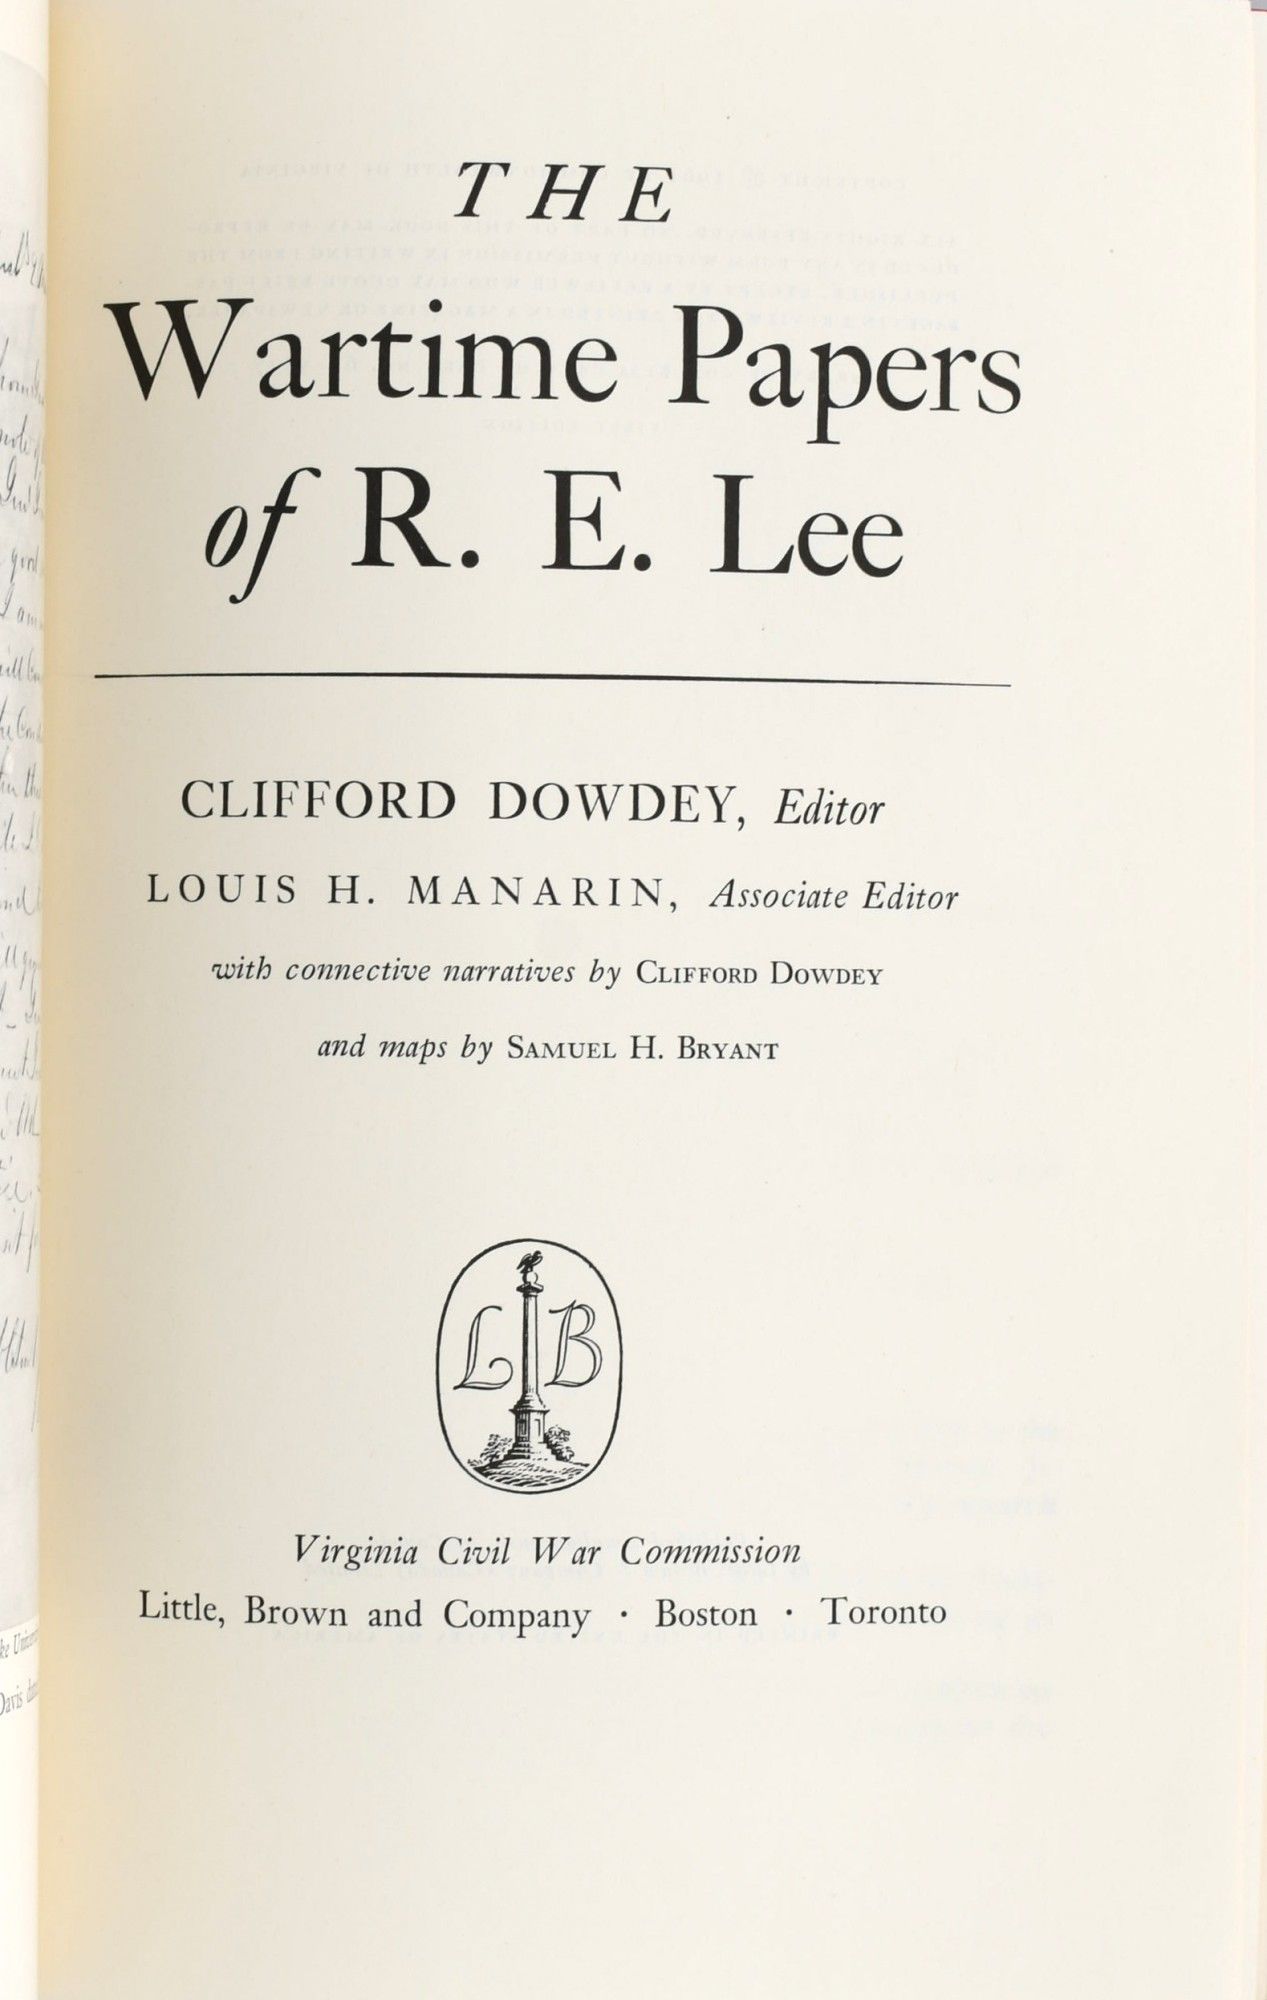 THE
Wartime Papers
of R. E. Lee
CLIFFORD DOWDEY, Editor
LOUIS H. MANARIN, Associate Editor
with connective narratives by CLIFFORD DOWDEY
and maps by SAMUEL H. BRYANT
L B
Virginia Civil War Commission
Little, Brown and Company · Boston · Toronto
Davis